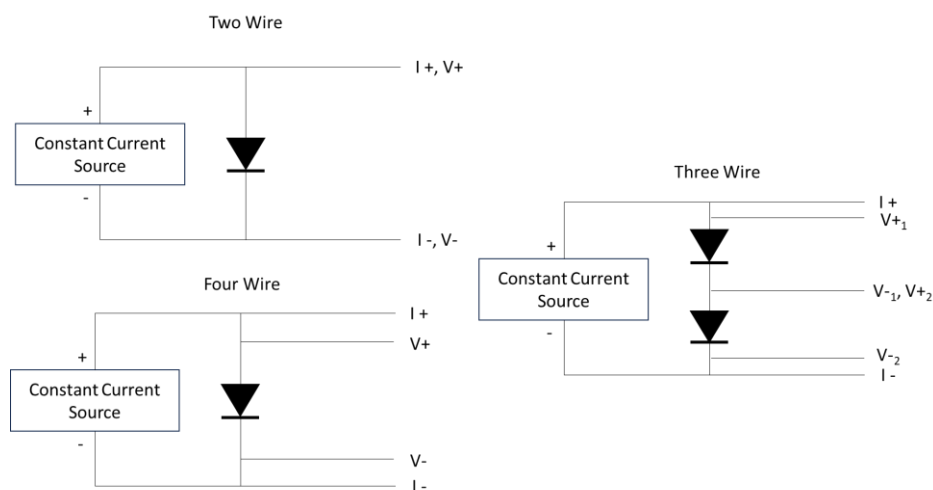 Two Wire
I +, V+
+
Constant Current
Source
-
I -, V-
Four Wire
I +
V+
+
Constant Current
Source
-
V-
I -
Three Wire
I +
V+₁
+
Constant Current
Source
V-₁, V+₂
-
V-₂
I -